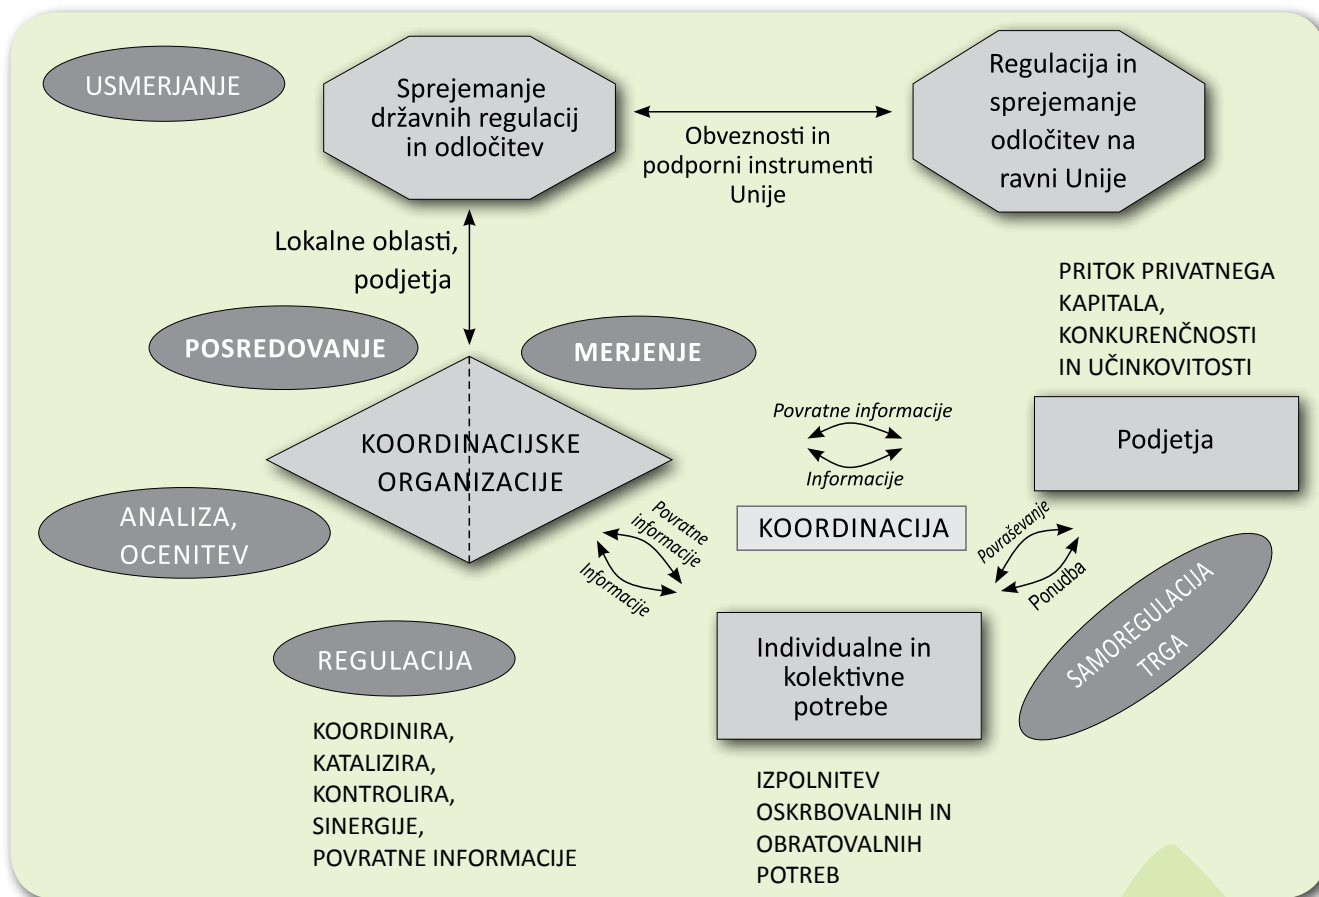 USMERJANJE
Sprejemanje
državnih regulacij
in odločitev
Obveznosti in
podporni instrumenti
Unije
Regulacija in
sprejemanje
odločitev na
ravni Unije
Lokalne oblasti,
podjetja
PRITOK PRIVATNEGA
KAPITALA,
KONKURENČNOSTI
IN UČINKOVITOSTI
POSREDOVANJE
MERJENJE
KOORDINACIJSKE
ORGANIZACIJE
Povratne informacije
Informacije
Podjetja
ANALIZA,
OCENITEV
Povratne
informacije
Informacije
KOORDINACIJA
Povraševanje
Ponudba
SAMOREGULACIJA
TRGA
REGULACIJA
Individualne in
kolektivne
potrebe
KOORDINIRA,
KATALIZIRA,
KONTROLIRA,
SINERGIJE,
POVRATNE INFORMACIJE
IZPOLNITEV
OSKRBOVALNIH IN
OBRATOVALNIH
POTREB